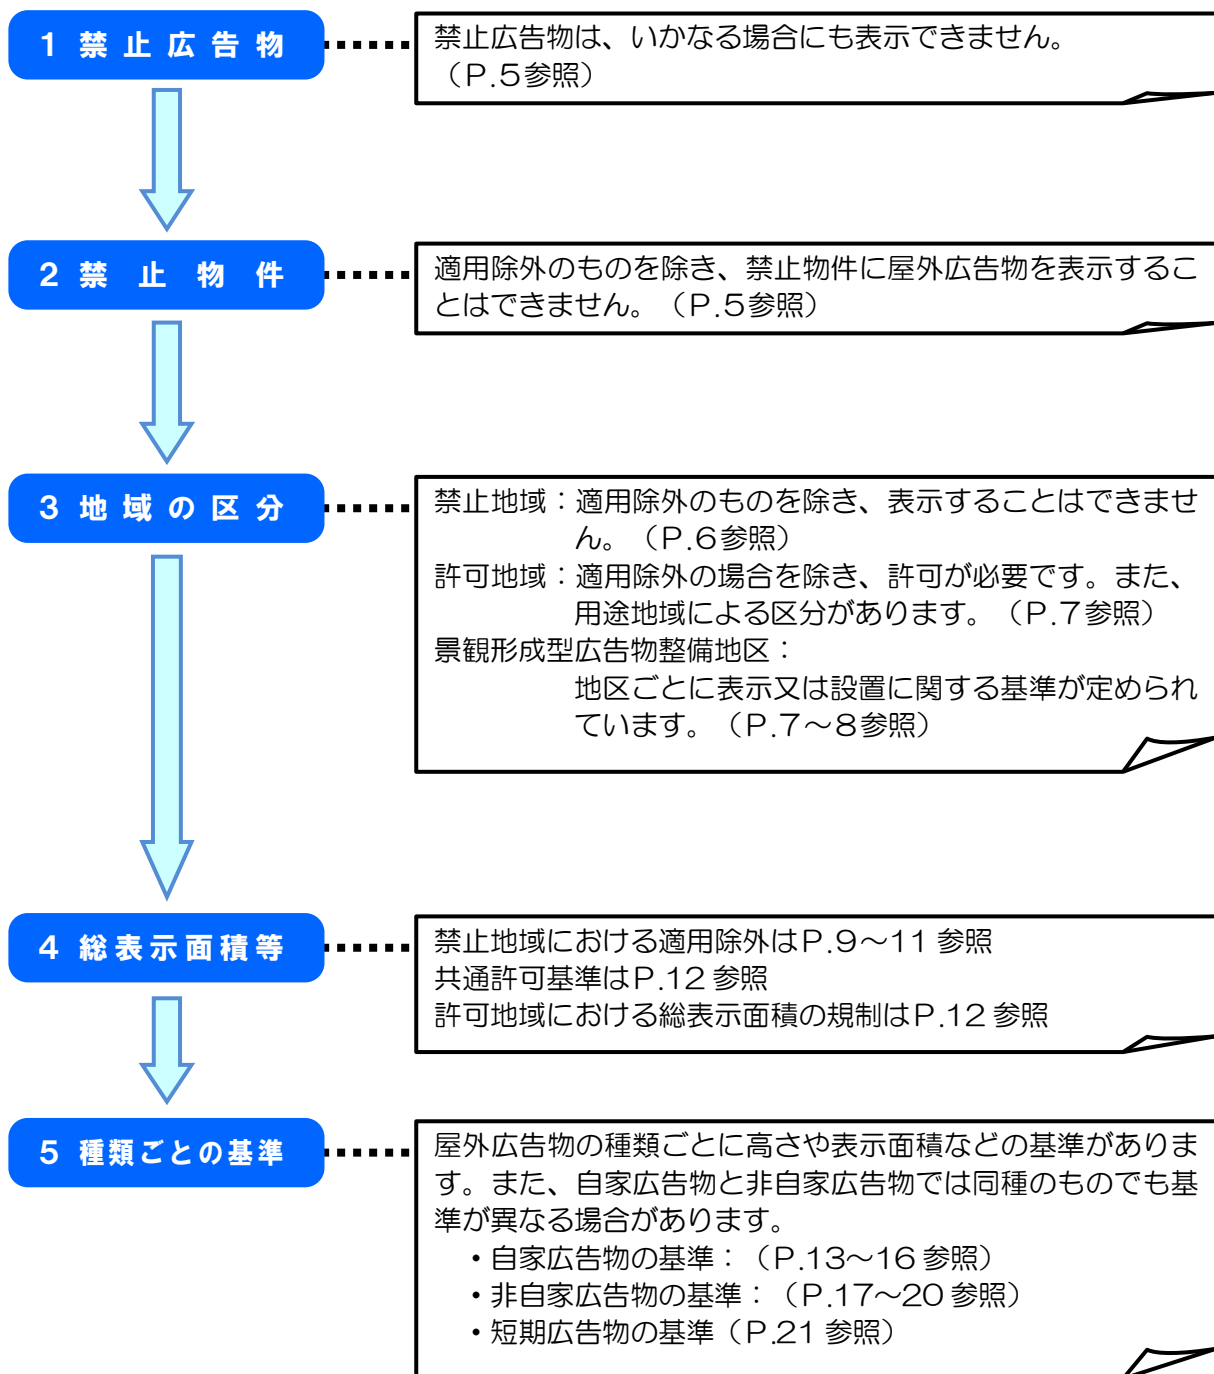 1 禁止広告物
禁止広告物は、いかなる場合にも表示できません。
（P.5参照）
2 禁止物件
適用除外のものを除き、禁止物件に屋外広告物を表示するこ
とはできません。（P.5参照）
3 地域の区分
禁止地域：適用除外のものを除き、表示することはできませ
ん。（P.6参照）
許可地域：適用除外の場合を除き、許可が必要です。また、
用途地域による区分があります。（P.7参照）
景観形成型広告物整備地区：
地区ごとに表示又は設置に関する基準が定められ
ています。（P.7～8参照）
4 総表示面積等
禁止地域における適用除外はP.9～11 参照
共通許可基準はP.12 参照
許可地域における総表示面積の規制はP.12 参照
5 種類ごとの基準
屋外広告物の種類ごとに高さや表示面積などの基準がありま
す。また、自家広告物と非自家広告物では同種のものでも基
準が異なる場合があります。
・自家広告物の基準：（P.13～16 参照）
・非自家広告物の基準：（P.17～20 参照）
・短期広告物の基準（P.21 参照）